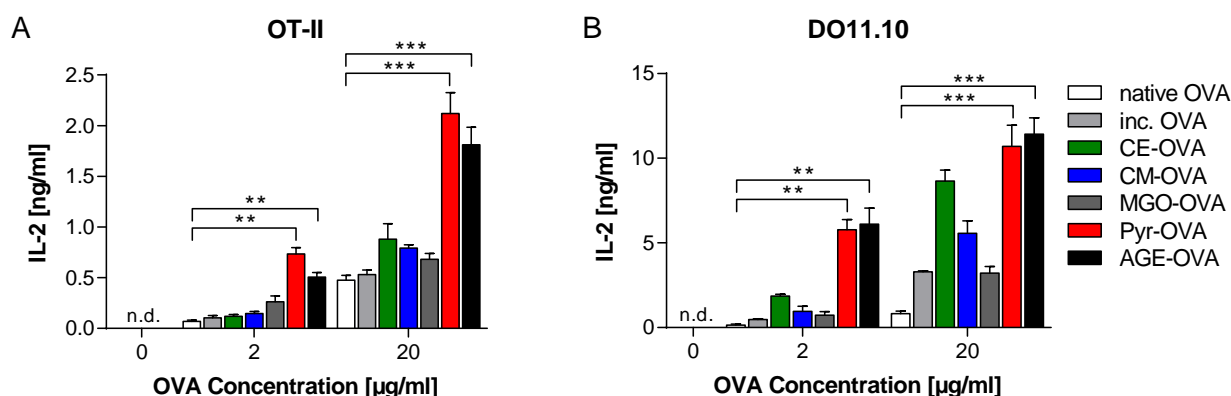 A
OT-II
IL-2 [ng/ml]
2.5
2.0
1.5
1.0
0.5
0.0
n.d.
**
**
***
***
0
2
20
OVA Concentration [µg/ml]
B
DO11.10
IL-2 [ng/ml]
15
10
5
0
n.d.
**
**
***
***
0
2
20
OVA Concentration [µg/ml]
native OVA
inc. OVA
CE-OVA
CM-OVA
MGO-OVA
Pyr-OVA
AGE-OVA